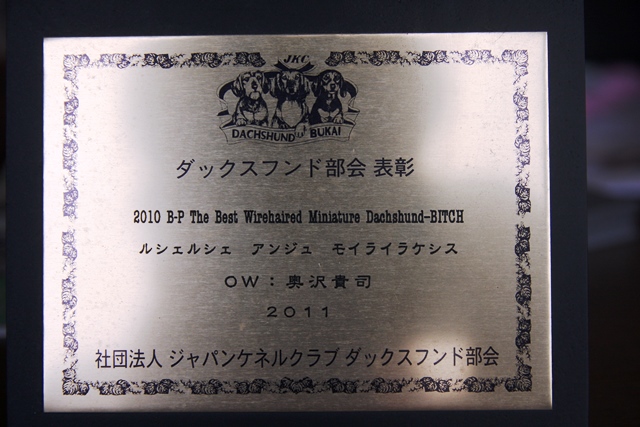 JKC
DACHSHUND BUKAI
ダックスフンド部会 表彰
2010 B-P The Best Wirehaired Miniature Dachshund-BITCH
ルシェルシェ アンジュ モイライラケシス
OW：奥沢貴司
2011
社団法人 ジャパンケネルクラブ ダックスフンド部会